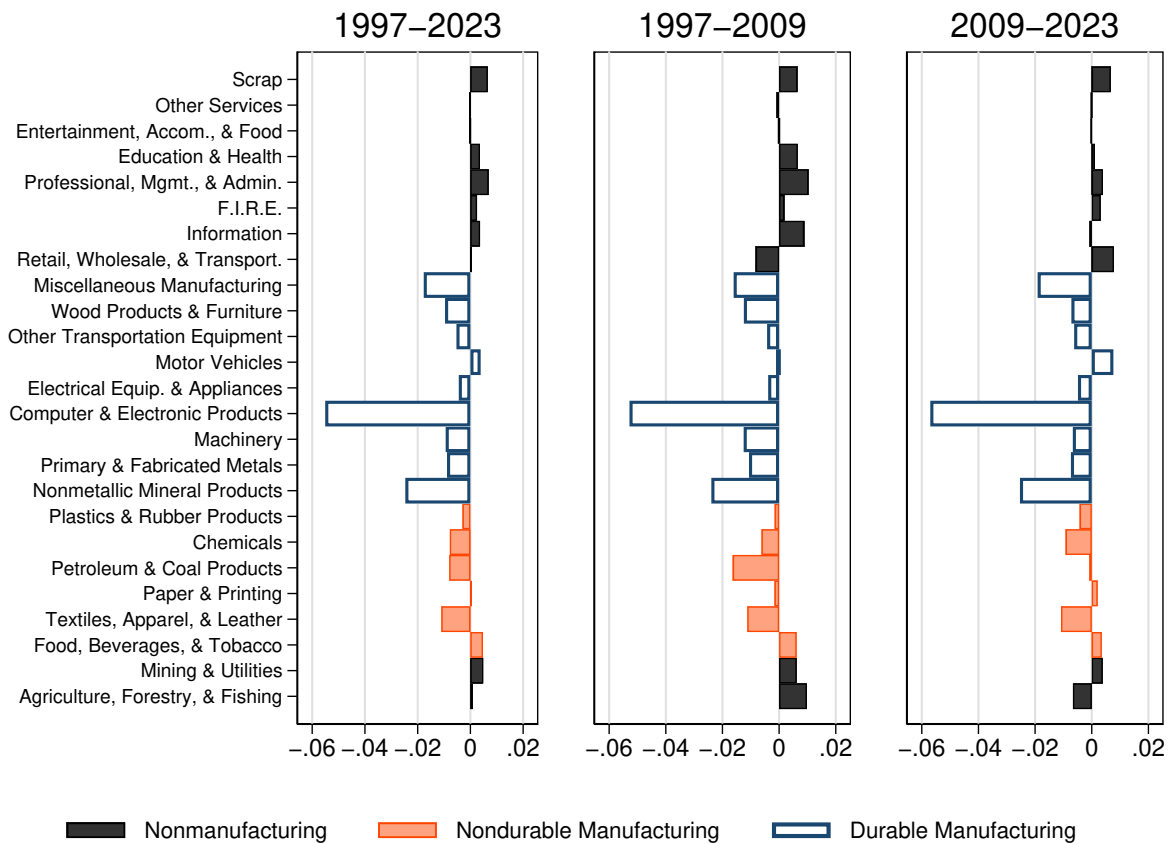 1997−2023 1997−2009 2009−2023
Scrap
Other Services
Entertainment, Accom., & Food
Education & Health
Professional, Mgmt., & Admin.
F.I.R.E.
Information
Retail, Wholesale, & Transport.
Miscellaneous Manufacturing
Wood Products & Furniture
Other Transportation Equipment
Motor Vehicles
Electrical Equip. & Appliances
Computer & Electronic Products
Machinery
Primary & Fabricated Metals
Nonmetallic Mineral Products
Plastics & Rubber Products
Chemicals
Petroleum & Coal Products
Paper & Printing
Textiles, Apparel, & Leather
Food, Beverages, & Tobacco
Mining & Utilities
Agriculture, Forestry, & Fishing
−.06 −.04 −.02 0 .02 −.06 −.04 −.02 0 .02 −.06 −.04 −.02 0 .02
Nonmanufacturing Nondurable Manufacturing Durable Manufacturing